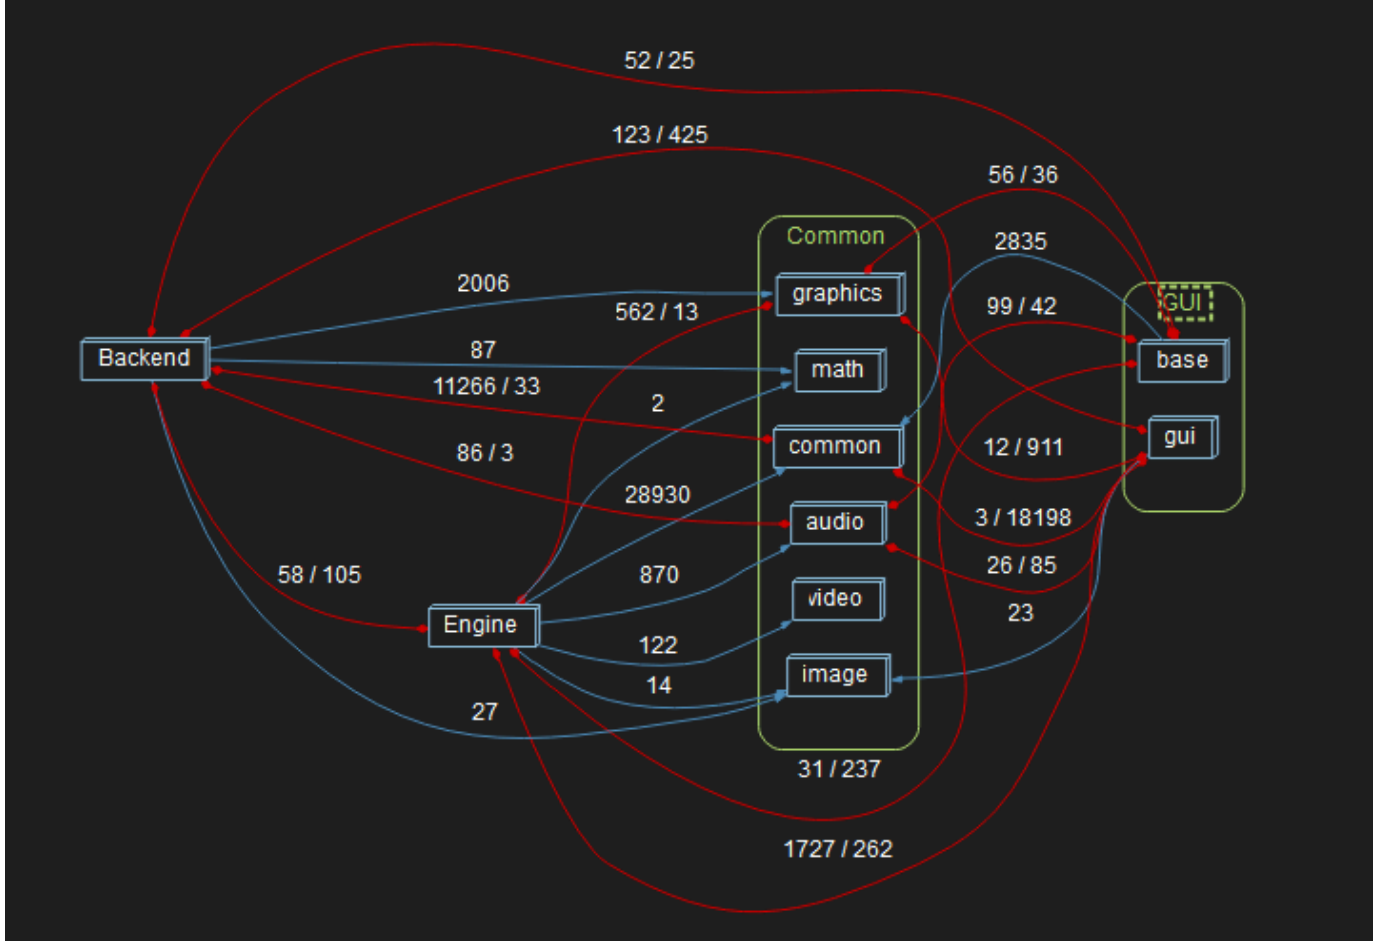 52 / 25
123 / 425
56 / 36
Common
2835
2006
graphics
562 / 13
99 / 42
GUI
87
Backend
math
base
11266 / 33
2
common
gui
86 / 3
12 / 911
28930
audio
3 / 18198
58 / 105
870
26 / 85
video
Engine
23
122
image
14
27
31 / 237
1727 / 262